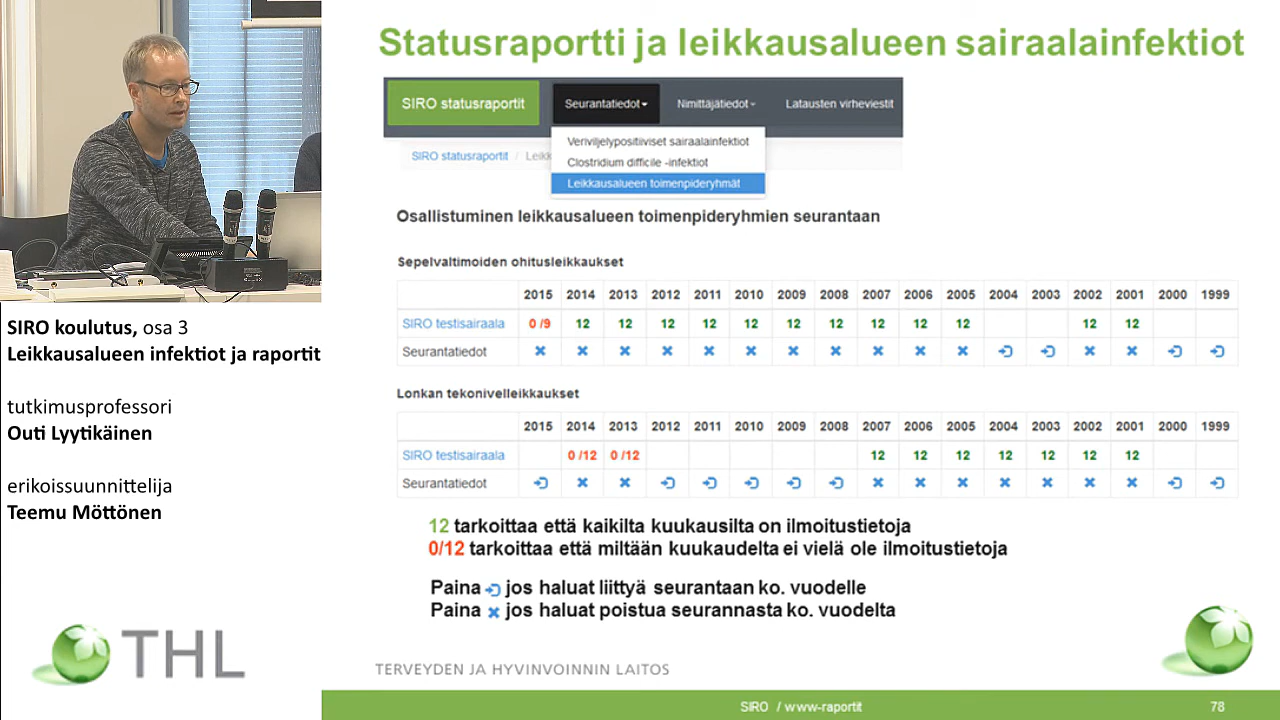 Statusraportti ja leikkausalueen sairaalainfektiot
SIRO statusraportit Seurantatiedot Nimittäjätiedot Latausten virheviestit
Veriviljelypositiiviset sairaalainfektiot
SIRO statusraportit / Leikk
Clostridium difficile -infektiot
Leikkausalueen toimenpideryhmät
Osallistuminen leikkausalueen toimenpideryhmien seurantaan
Sepelvaltimoiden ohitusleikkaukset
2015 2014 2013 2012 2011 2010 2009 2008 2007 2006 2005 2004 2003 2002 2001 2000 1999
SIRO testisairaala 0 /9 12 12 12 12 12 12 12 12 12 12 12 12
Seurantatiedot
Lonkan tekonivelleikkaukset
2015 2014 2013 2012 2011 2010 2009 2008 2007 2006 2005 2004 2003 2002 2001 2000 1999
SIRO testisairaala 0 /12 0 /12 12 12 12 12 12 12 12
Seurantatiedot
12 tarkoittaa että kaikilta kuukausilta on ilmoitustietoja
0/12 tarkoittaa että miltään kuukaudelta ei vielä ole ilmoitustietoja
Paina jos haluat liittyä seurantaan ko. vuodelle
Paina jos haluat poistua seurannasta ko. vuodelta
TERVEYDEN JA HYVINVOINNIN LAITOS
SIRO / www-raportit 78
SIRO koulutus, osa 3
Leikkausalueen infektiot ja raportit
tutkimusprofessori
Outi Lyytikäinen
erikoissuunnittelija
Teemu Möttönen
THL